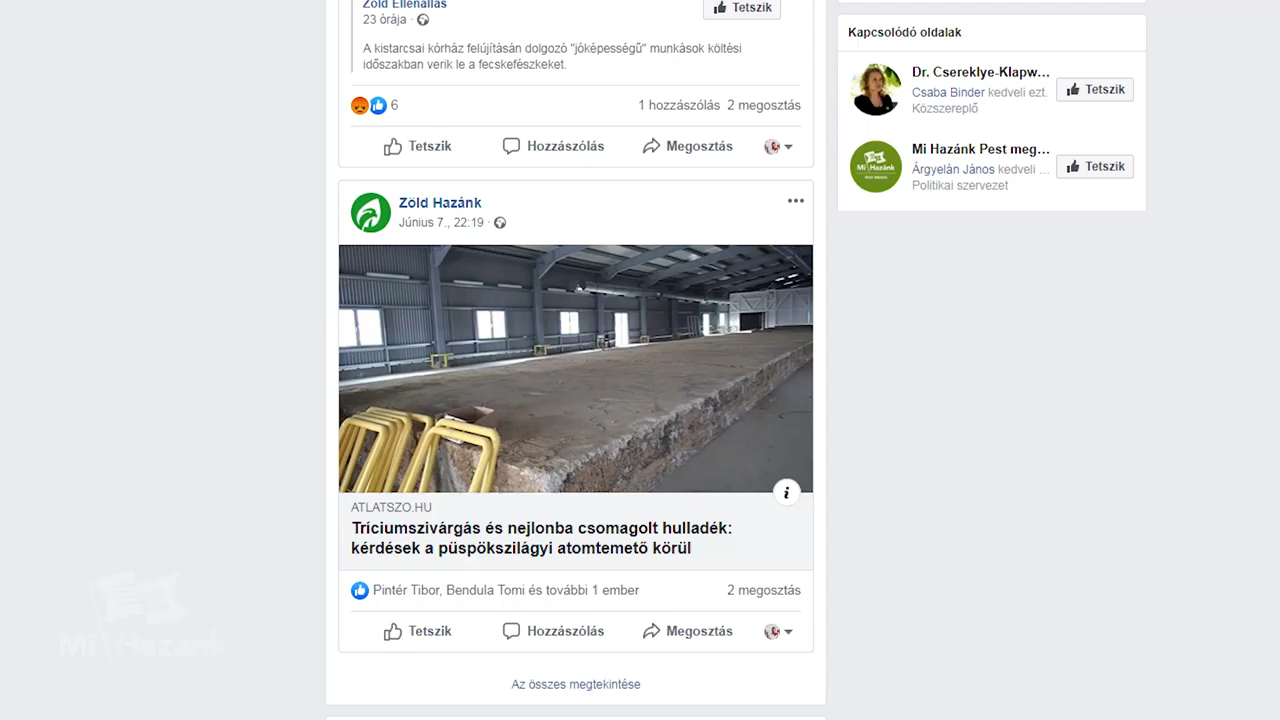 Zöld Ellenállás
23 órája ·
Tetszik
A kistarcsai kórház felújításán dolgozó "jóképességű" munkások költési
időszakban verik le a fecskefészkeket.
6
1 hozzászólás 2 megosztás
Tetszik Hozzászólás Megosztás
Zöld Hazánk
Június 7., 22:19 ·
ATLATSZO.HU
Tríciumszivárgás és nejlonba csomagolt hulladék:
kérdések a püspökszilágyi atomtemető körül
Pintér Tibor, Bendula Tomi és további 1 ember 2 megosztás
Tetszik Hozzászólás Megosztás
Az összes megtekintése
Kapcsolódó oldalak
Dr. Csereklye-Klapw...
Csaba Binder kedveli ezt.
Közszereplő
Tetszik
Mi Hazánk
Mi Hazánk Pest meg...
Árgyelán János kedveli ...
Politikai szervezet
Tetszik
Mi Hazánk